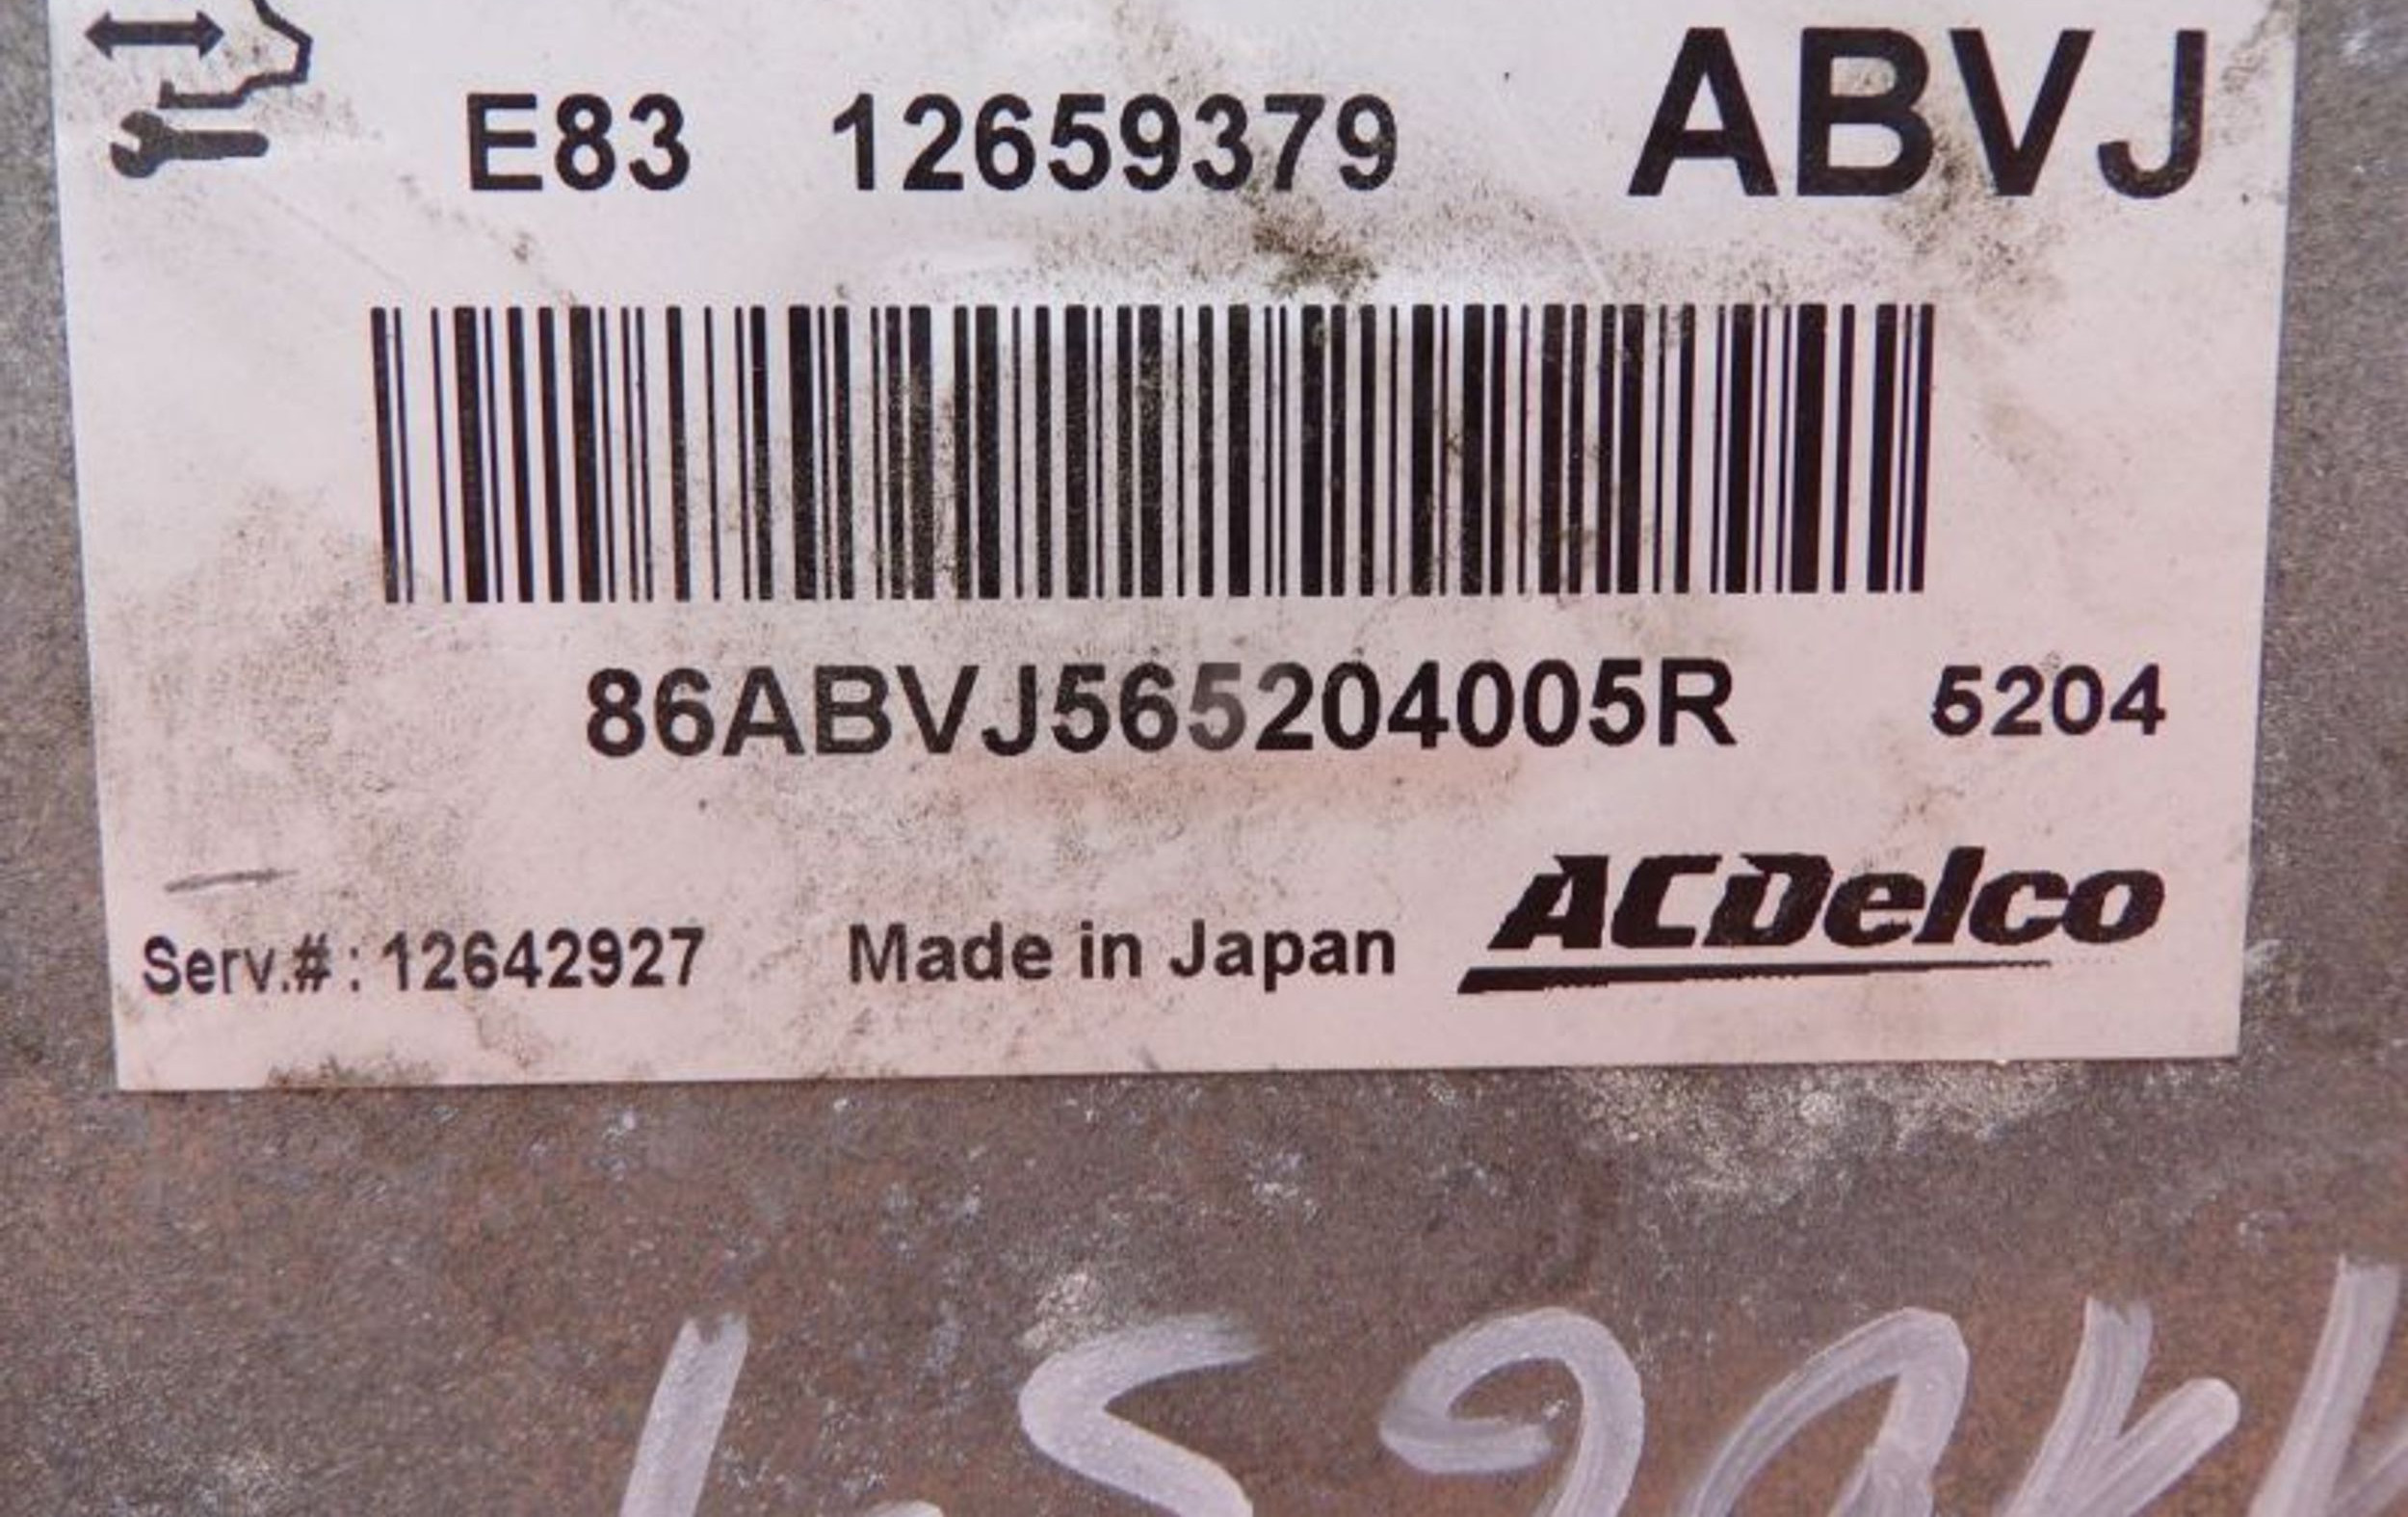 E83 12659379 ABVJ
86ABVJ565204005R 5204
Serv.#: 12642927 Made in Japan ACDelco